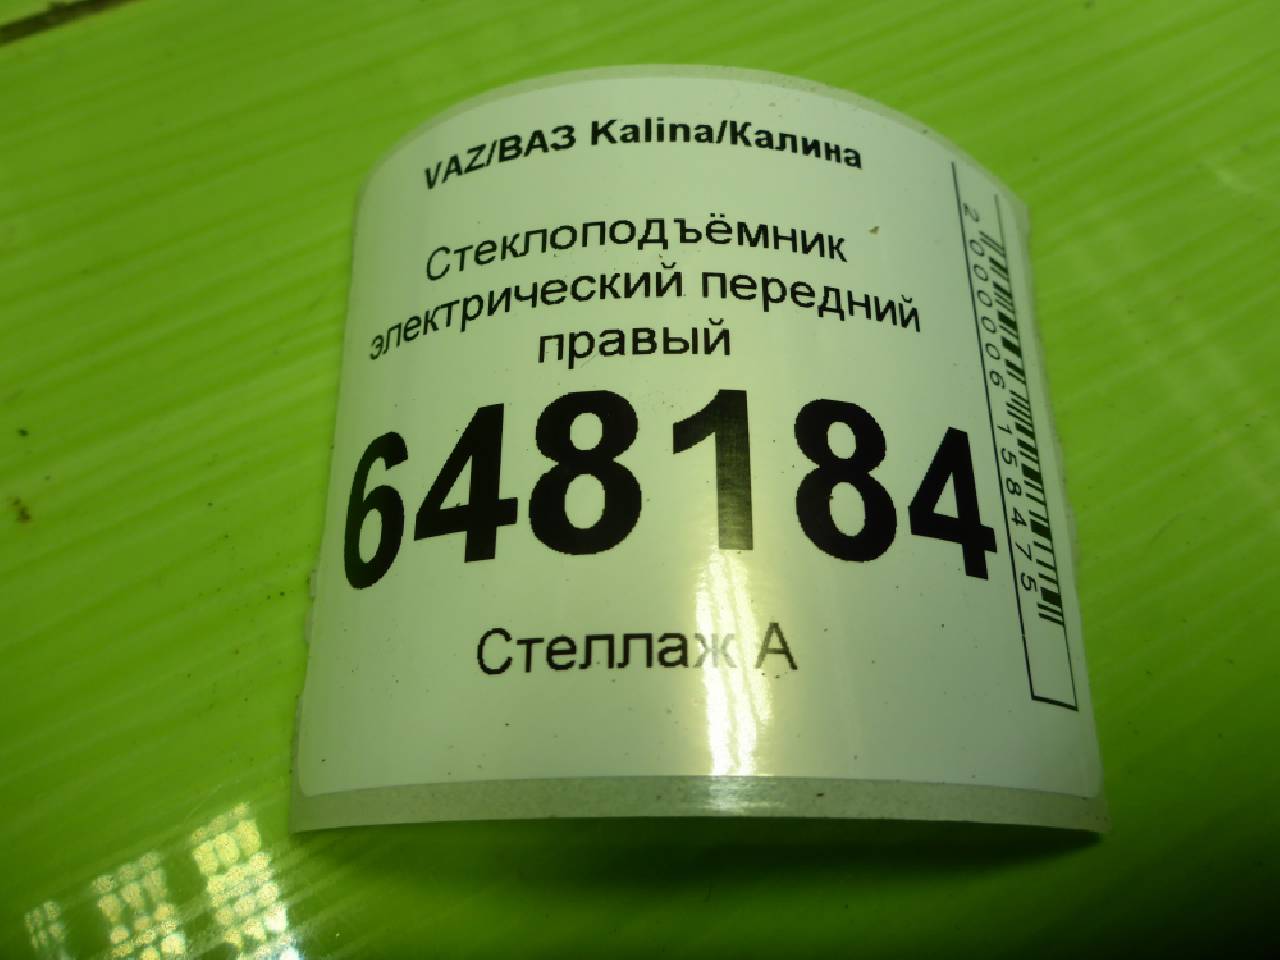 VAZ/ВАЗ Kalina/Калина
Стеклоподъёмник
электрический передний
правый
648184
Стеллаж А
2000006158475